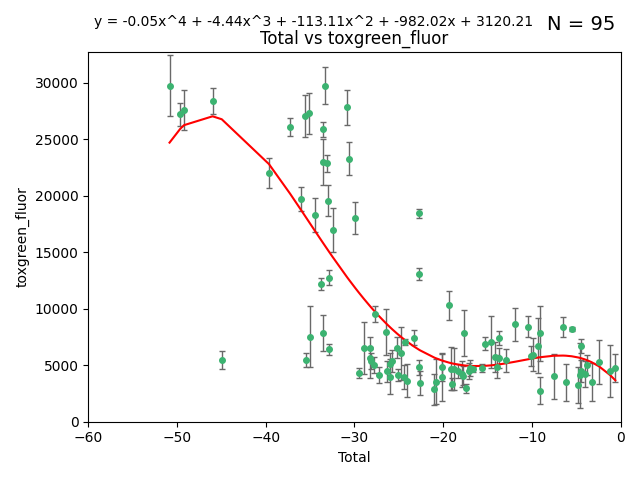 y = -0.05x^4 + -4.44x^3 + -113.11x^2 + -982.02x + 3120.21
N = 95
Total vs toxgreen_fluor
30000
25000
20000
15000
10000
5000
0
toxgreen_fluor
−60
−50
−40
−30
−20
−10
0
Total